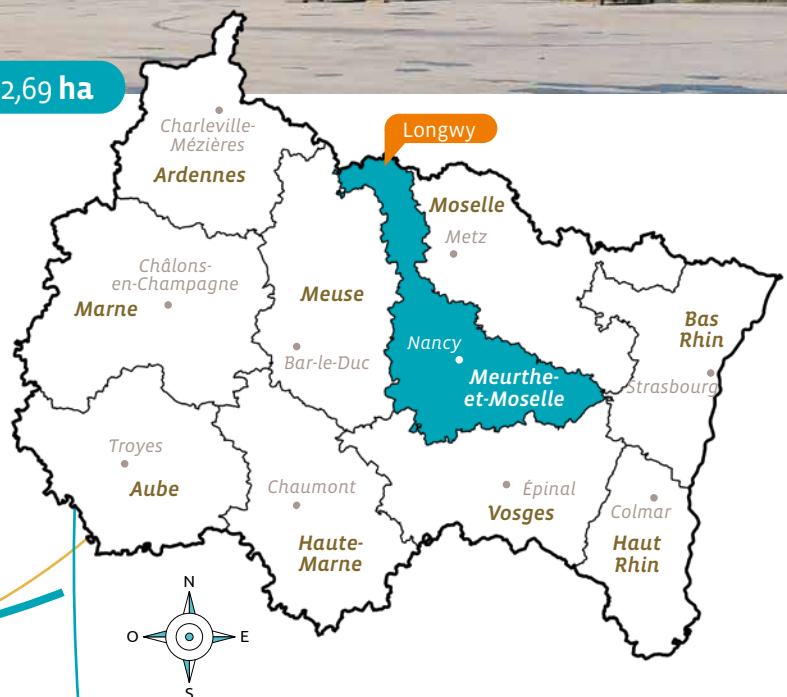 2,69 ha
Longwy
Charleville-
Mézières
Ardennes
Moselle
Metz
Châlons-
en-Champagne
Marne
Meuse
Bas
Rhin
Nancy
Bar-le-Duc
Meurthe-
et-Moselle
Strasbourg
Troyes
Aube
Chaumont
Épinal
Vosges
Colmar
Haute-
Marne
Haut
Rhin
N
O
E
S